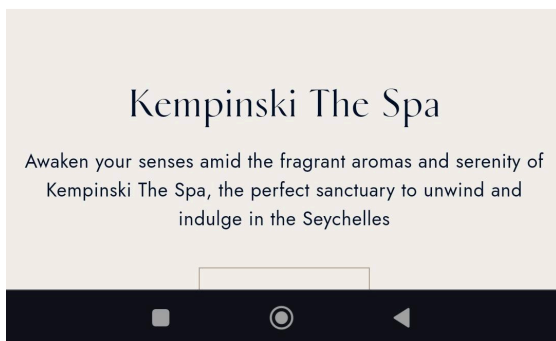 Kempinski The Spa
Awaken your senses amid the fragrant aromas and serenity of
Kempinski The Spa, the perfect sanctuary to unwind and
indulge in the Seychelles